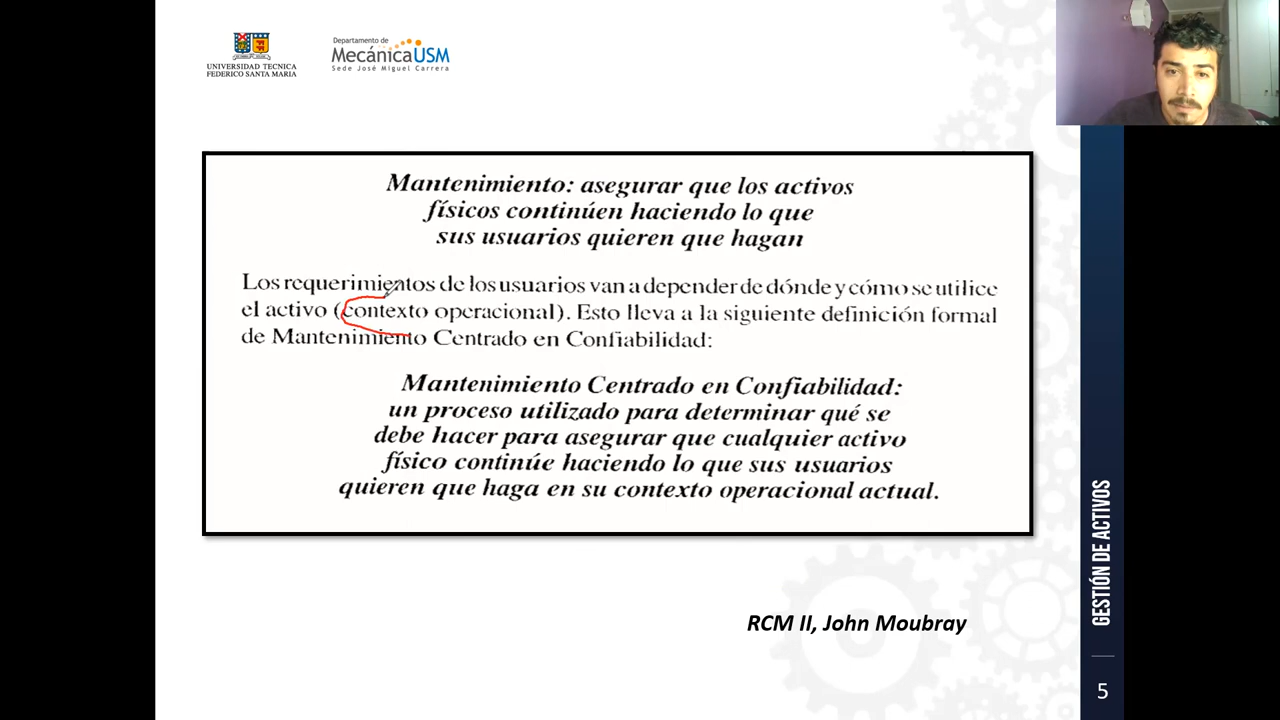 UNIVERSIDAD TECNICA
FEDERICO SANTA MARIA
Departamento de
MecánicaUSM
Sede José Miguel Carrera
Mantenimiento: asegurar que los activos
físicos continúen haciendo lo que
sus usuarios quieren que hagan
Los requerimientos de los usuarios van a depender de dónde y cómo se utilice
el activo (contexto operacional). Esto lleva a la siguiente definición formal
de Mantenimiento Centrado en Confiabilidad:
Mantenimiento Centrado en Confiabilidad:
un proceso utilizado para determinar qué se
debe hacer para asegurar que cualquier activo
físico continúe haciendo lo que sus usuarios
quieren que haga en su contexto operacional actual.
RCM II, John Moubray
GESTIÓN DE ACTIVOS
5